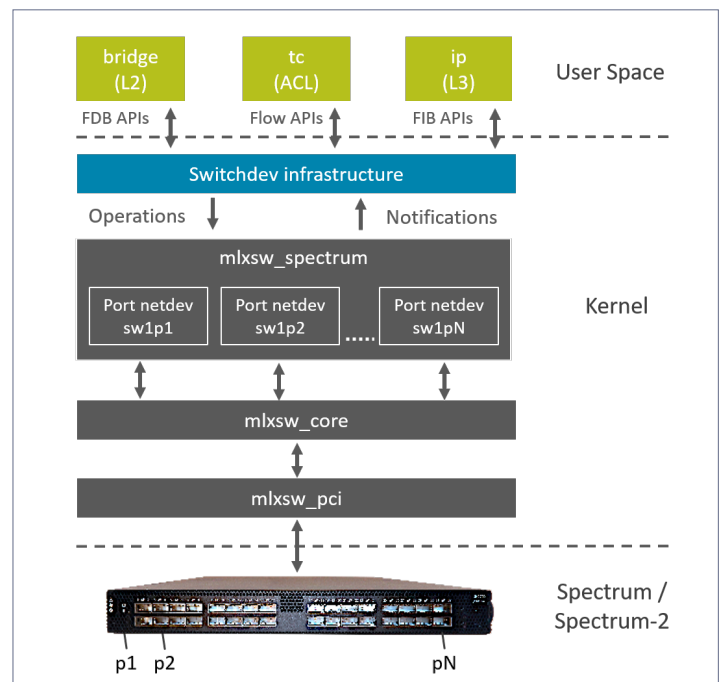 bridge
(L2)
tc
(ACL)
ip
(L3)
User Space
FDB APIs
Flow APIs
FIB APIs
Switchdev infrastructure
Operations
Notifications
mlxsw_spectrum
Port netdev
sw1p1
Port netdev
sw1p2
.....
Port netdev
sw1pN
Kernel
mlxsw_core
mlxsw_pci
Spectrum /
Spectrum-2
p1
p2
pN